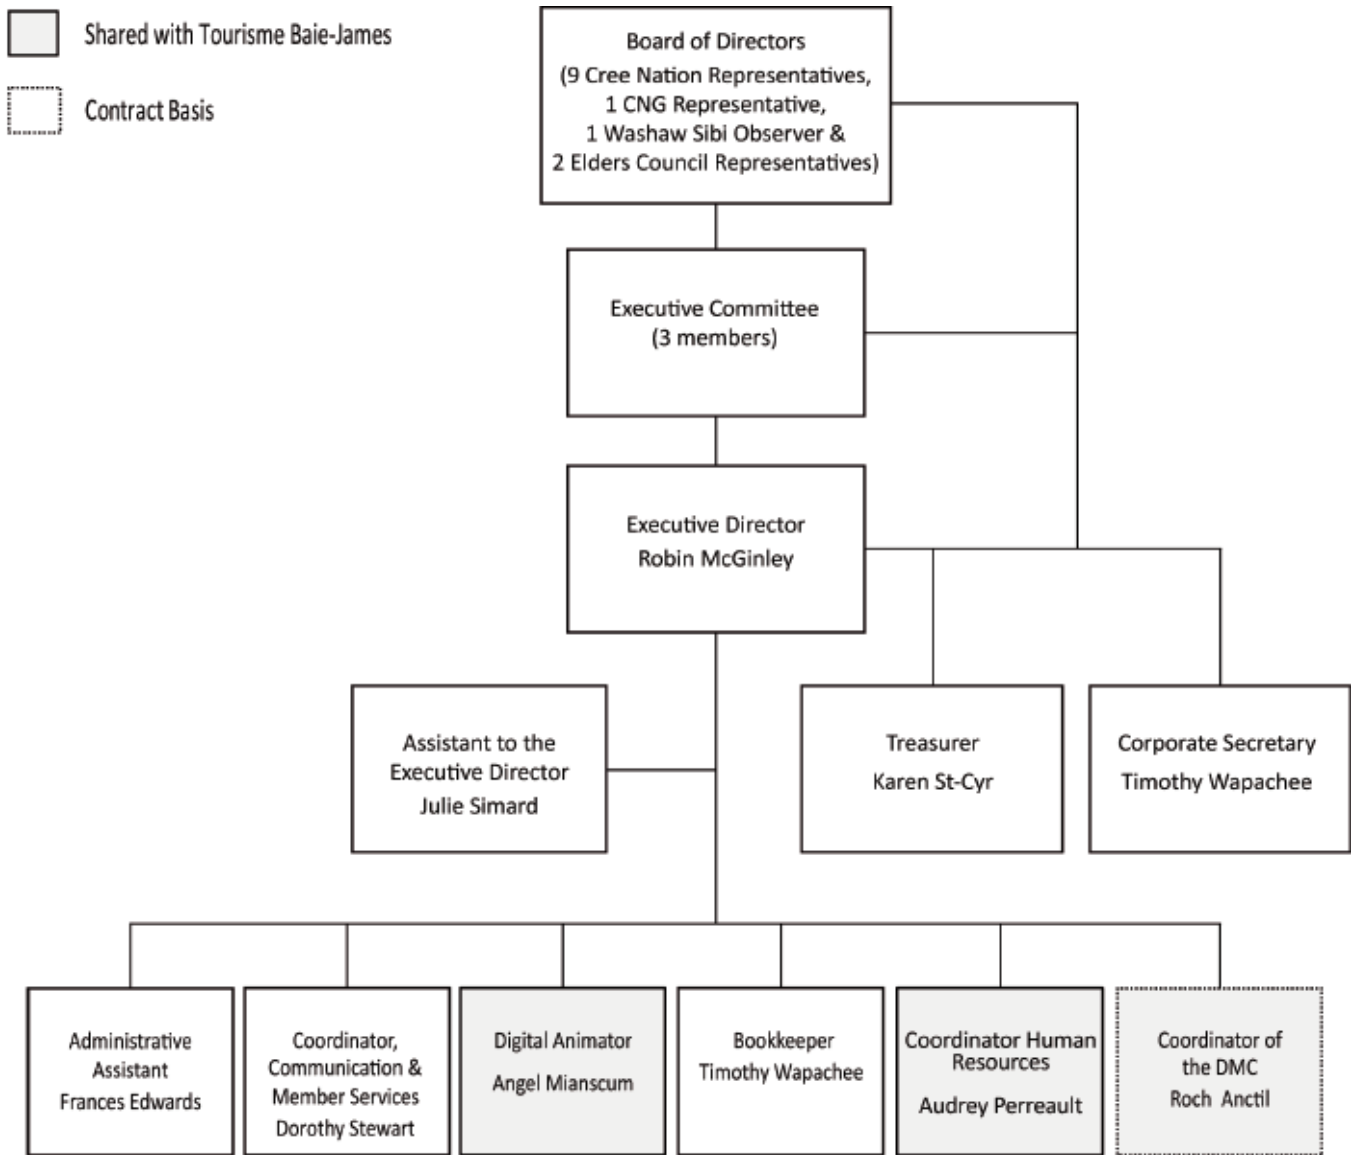 Shared with Tourisme Baie-James
Contract Basis
Board of Directors
(9 Cree Nation Representatives,
1 CNG Representative,
1 Washaw Sibi Observer &
2 Elders Council Representatives)
Executive Committee
(3 members)
Executive Director
Robin McGinley
Assistant to the
Executive Director
Julie Simard
Treasurer
Karen St-Cyr
Corporate Secretary
Timothy Wapachee
Administrative
Assistant
Frances Edwards
Coordinator,
Communication &
Member Services
Dorothy Stewart
Digital Animator
Angel Mianscum
Bookkeeper
Timothy Wapachee
Coordinator Human
Resources
Audrey Perreault
Coordinator of
the DMC
Roch Anctil